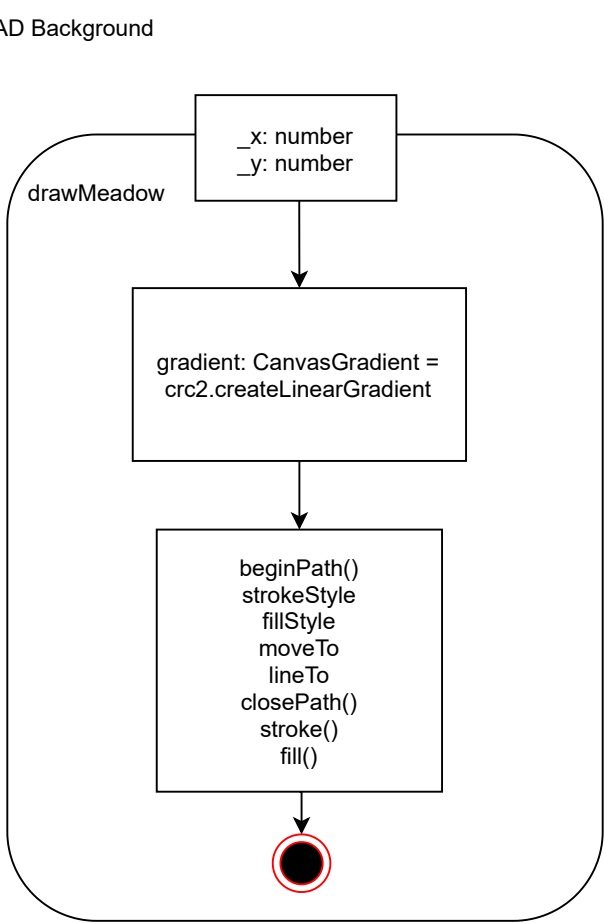 AD Background
_x: number
_y: number
drawMeadow
gradient: CanvasGradient =
crc2.createLinearGradient
beginPath()
strokeStyle
fillStyle
moveTo
lineTo
closePath()
stroke()
fill()